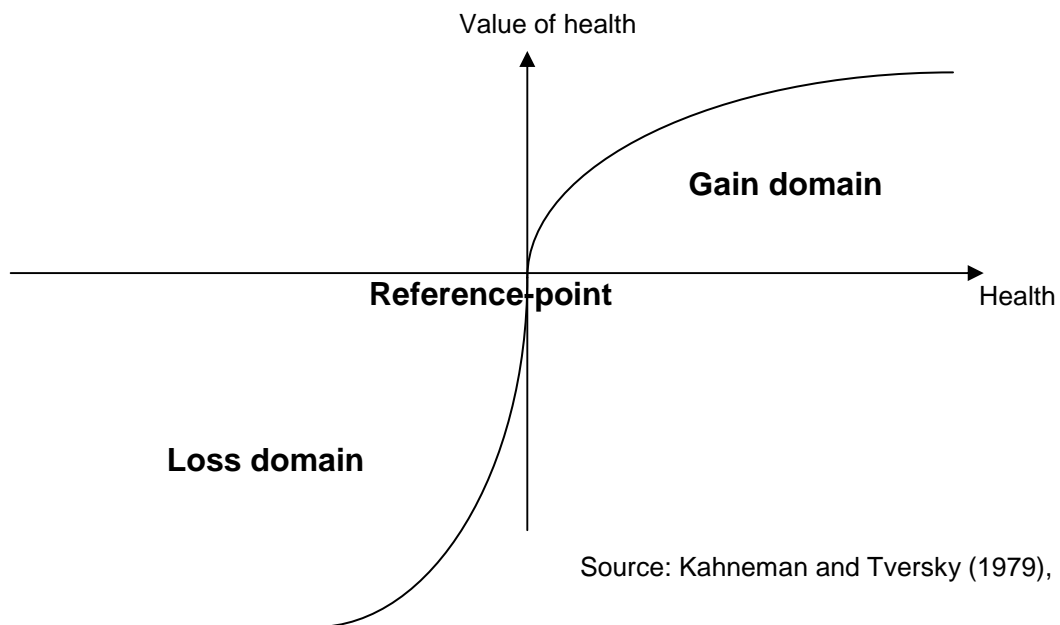 Value of health
Gain domain
Reference-point
Health
Loss domain
Source: Kahneman and Tversky (1979),